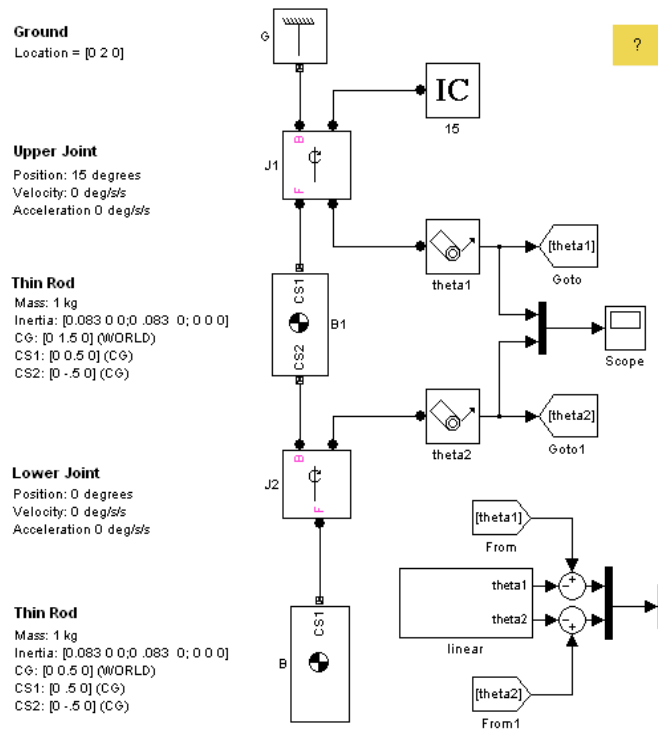 Ground
Location = [0 2 0]
G
?
IC
15
Upper Joint
Position: 15 degrees
Velocity: 0 deg/s/s
Acceleration 0 deg/s/s
J1
B
F
theta1
[theta1]
Goto
Thin Rod
Mass: 1 kg
Inertia: [0.083 0 0;0 .083 0; 0 0 0]
CG: [0 1.5 0] (WORLD)
CS1: [0 0.5 0] (CG)
CS2: [0 -.5 0] (CG)
CS1
CS2
B1
Scope
theta2
[theta2]
Goto1
Lower Joint
Position: 0 degrees
Velocity: 0 deg/s/s
Acceleration 0 deg/s/s
J2
B
F
[theta1]
From
theta1
theta2
linear
[theta2]
From1
Thin Rod
Mass: 1 kg
Inertia: [0.083 0 0;0 .083 0; 0 0 0]
CG: [0 0.5 0] (WORLD)
CS1: [0 .5 0] (CG)
CS2: [0 -.5 0] (CG)
CS1
B